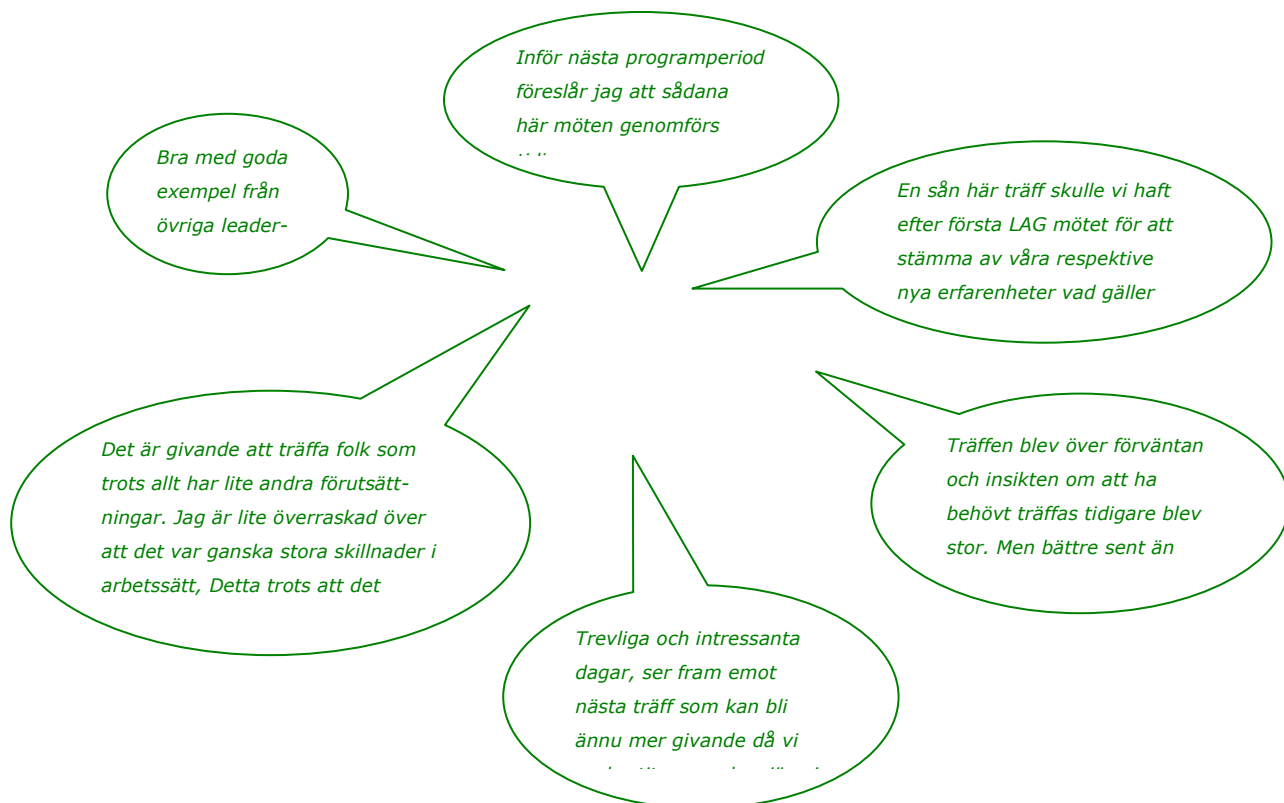 Inför nästa programperiod
föreslår jag att sådana
här möten genomförs
Bra med goda
exempel från
övriga leader-
En sån här träff skulle vi haft
efter första LAG mötet för att
stämma av våra respektive
nya erfarenheter vad gäller
Det är givande att träffa folk som
trots allt har lite andra förutsätt-
ningar. Jag är lite överraskad över
att det var ganska stora skillnader i
arbetssätt, Detta trots att det
Träffen blev över förväntan
och insikten om att ha
behövt träffas tidigare blev
stor. Men bättre sent än
Trevliga och intressanta
dagar, ser fram emot
nästa träff som kan bli
ännu mer givande då vi